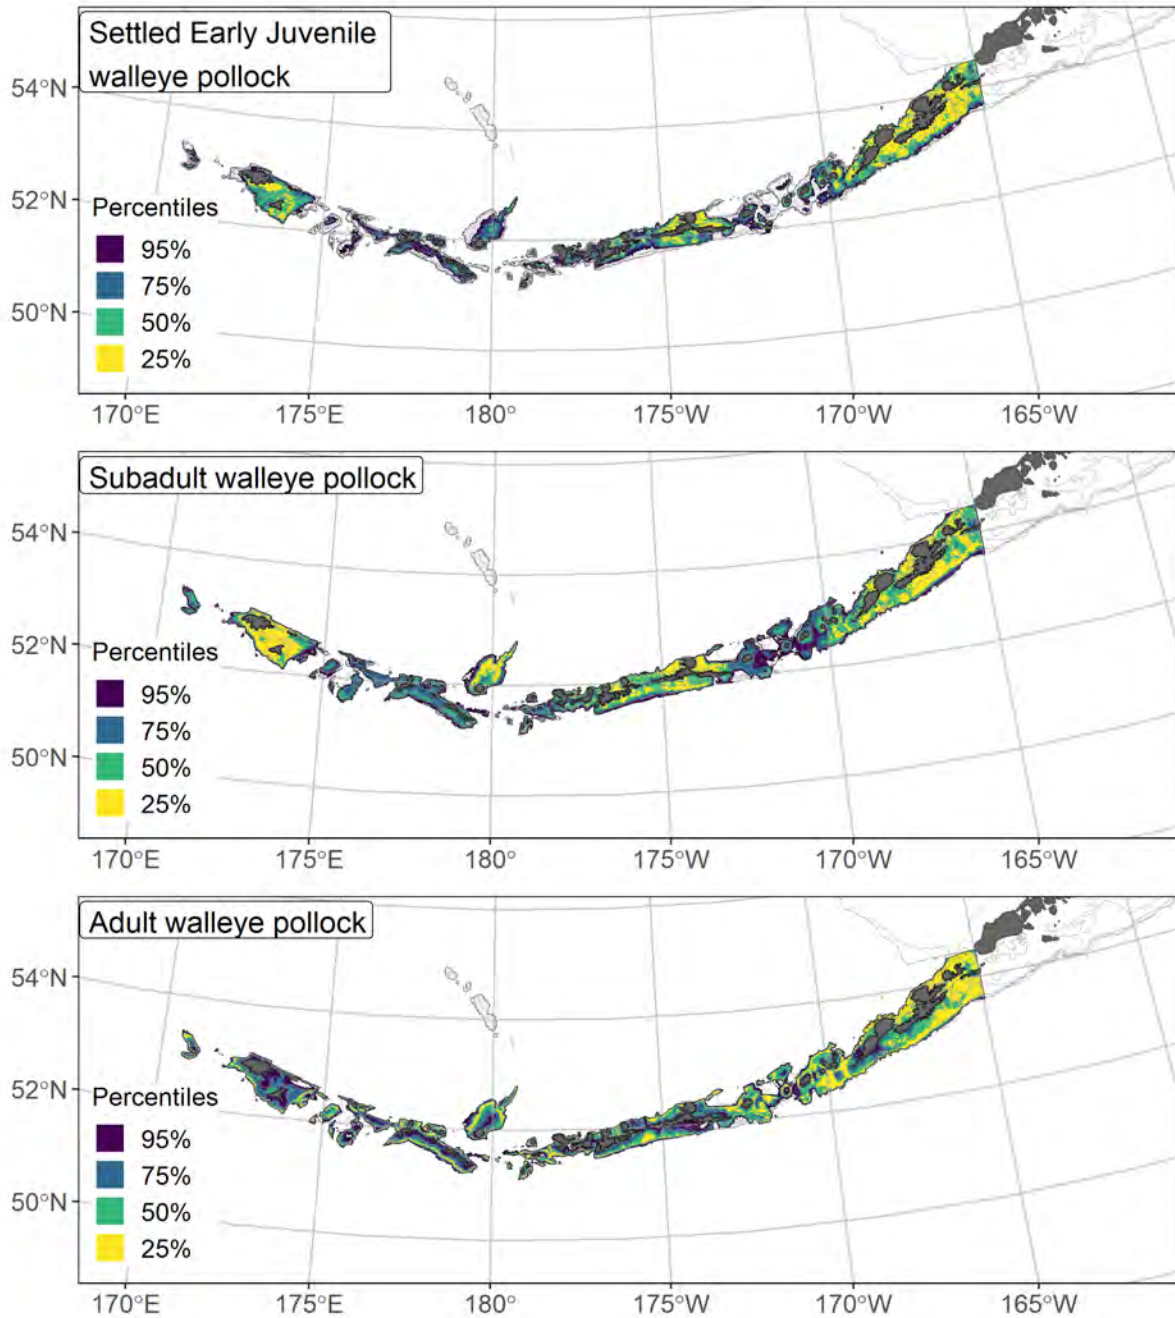 Settled Early Juvenile
walleye pollock
54°N
52°N
50°N
Percentiles
95%
75%
50%
25%
170°E 175°E 180° 175°W 170°W 165°W
Subadult walleye pollock
54°N
52°N
50°N
Percentiles
95%
75%
50%
25%
170°E 175°E 180° 175°W 170°W 165°W
Adult walleye pollock
54°N
52°N
50°N
Percentiles
95%
75%
50%
25%
170°E 175°E 180° 175°W 170°W 165°W